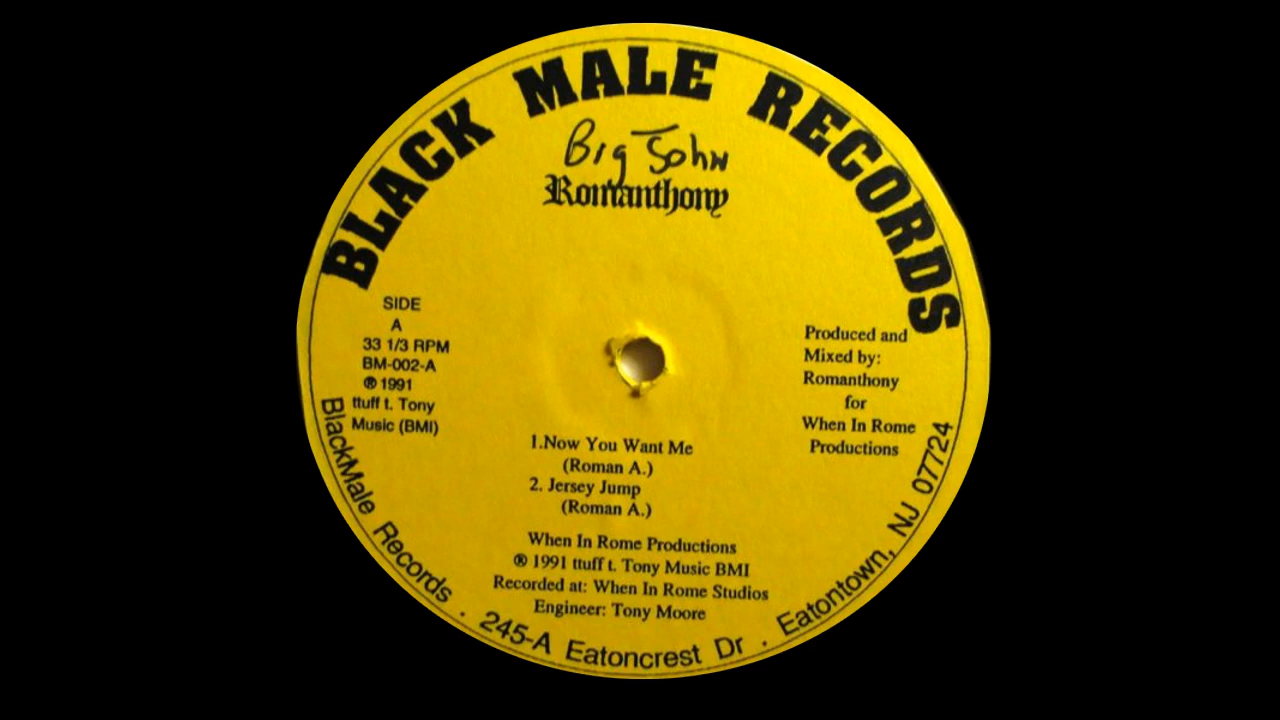 BLACK MALE RECORDS
Big John
Romanthony
SIDE
A
33 1/3 RPM
BM-002-A
℗ 1991
ttuff t. Tony
Music (BMI)
Produced and
Mixed by:
Romanthony
for
When In Rome
Productions
1.Now You Want Me
(Roman A.)
2. Jersey Jump
(Roman A.)
When In Rome Productions
® 1991 ttuff t. Tony Music BMI
Recorded at: When In Rome Studios
Engineer: Tony Moore
BlackMale Records . 245-A Eatoncrest Dr . Eatontown, NJ 07724